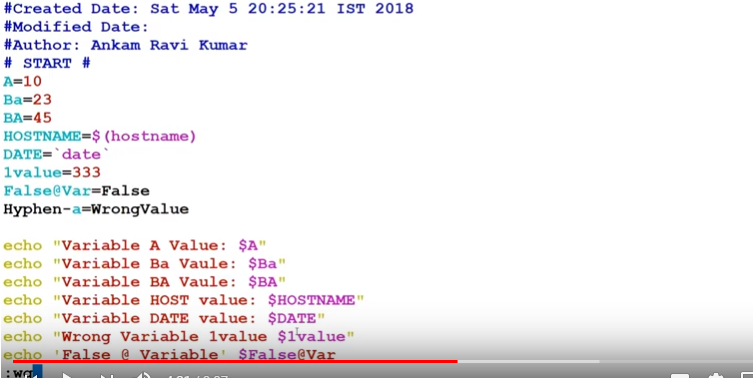 #Created Date: Sat May 5 20:25:21 IST 2018
#Modified Date:
#Author: Ankam Ravi Kumar
# START #
A=10
Ba=23
BA=45
HOSTNAME=$(hostname)
DATE=`date`
1value=333
False@Var=False
Hyphen-a=WrongValue
echo "Variable A Value: $A"
echo "Variable Ba Vaule: $Ba"
echo "Variable BA Vaule: $BA"
echo "Variable HOST value: $HOSTNAME"
echo "Variable DATE value: $DATE"
echo "Wrong Variable 1value $1value"
echo 'False @ Variable' $False@Var
:wq